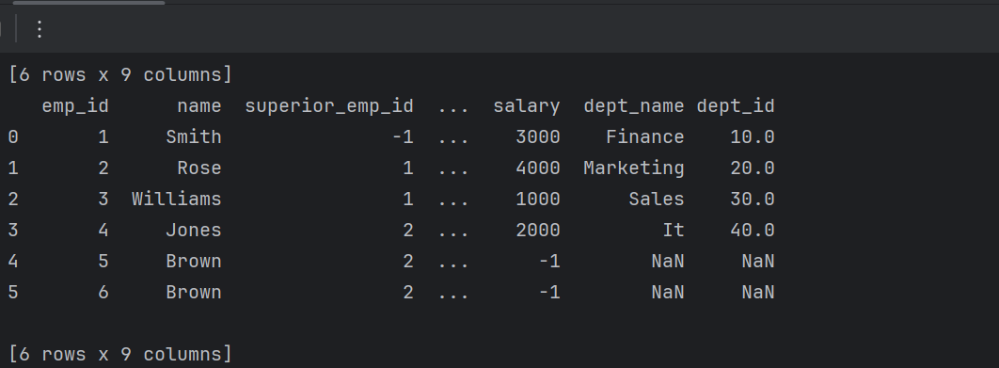 [6 rows x 9 columns]
emp_id name superior_emp_id ... salary dept_name dept_id
0 1 Smith -1 ... 3000 Finance 10.0
1 2 Rose 1 ... 4000 Marketing 20.0
2 3 Williams 1 ... 1000 Sales 30.0
3 4 Jones 2 ... 2000 It 40.0
4 5 Brown 2 ... -1 NaN NaN
5 6 Brown 2 ... -1 NaN NaN
[6 rows x 9 columns]